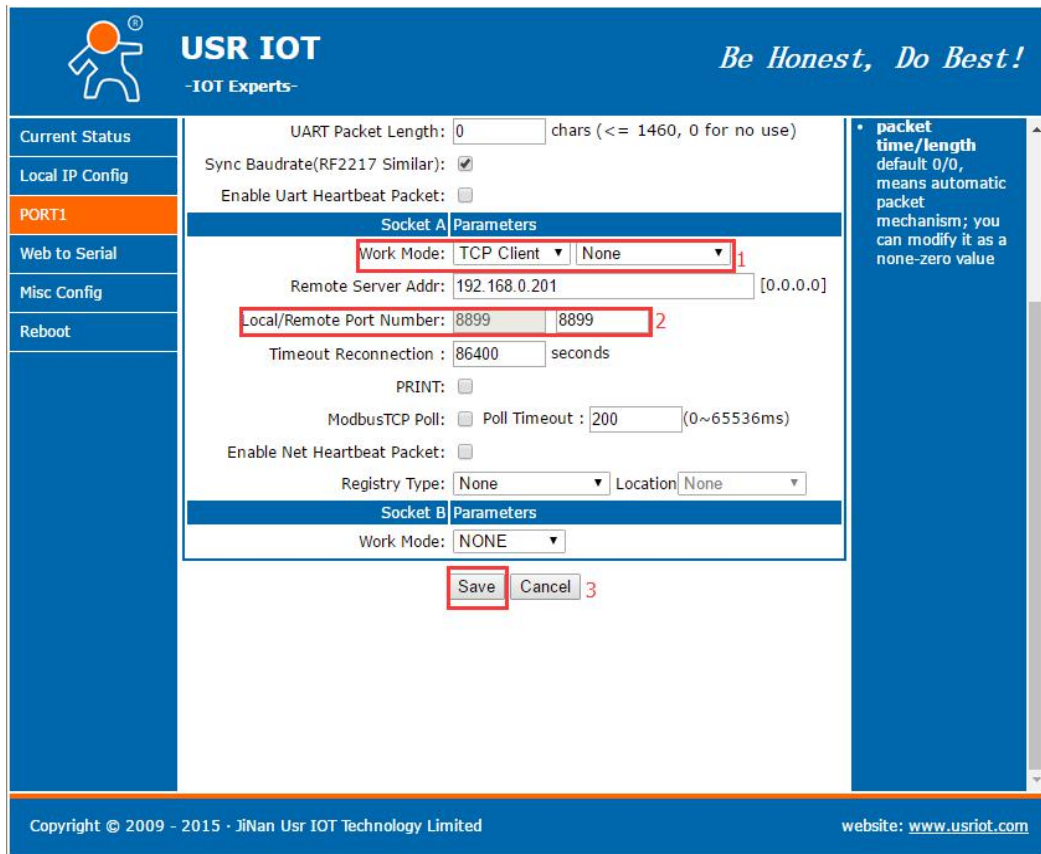 ®
USR IOT
-IOT Experts-
Be Honest, Do Best!
Current Status
Local IP Config
PORT1
Web to Serial
Misc Config
Reboot
UART Packet Length: 0 chars (<= 1460, 0 for no use)
Sync Baudrate(RF2217 Similar):
Enable Uart Heartbeat Packet:
Socket A Parameters
Work Mode: TCP Client None 1
Remote Server Addr: 192.168.0.201 [0.0.0.0]
Local/Remote Port Number: 8899 8899 2
Timeout Reconnection : 86400 seconds
PRINT:
ModbusTCP Poll: Poll Timeout : 200 (0~65536ms)
Enable Net Heartbeat Packet:
Registry Type: None Location None
Socket B Parameters
Work Mode: NONE
Save Cancel 3
• packet
time/length
default 0/0,
means automatic
packet
mechanism; you
can modify it as a
none-zero value
Copyright © 2009 - 2015 · JiNan Usr IOT Technology Limited
website: www.usriot.com